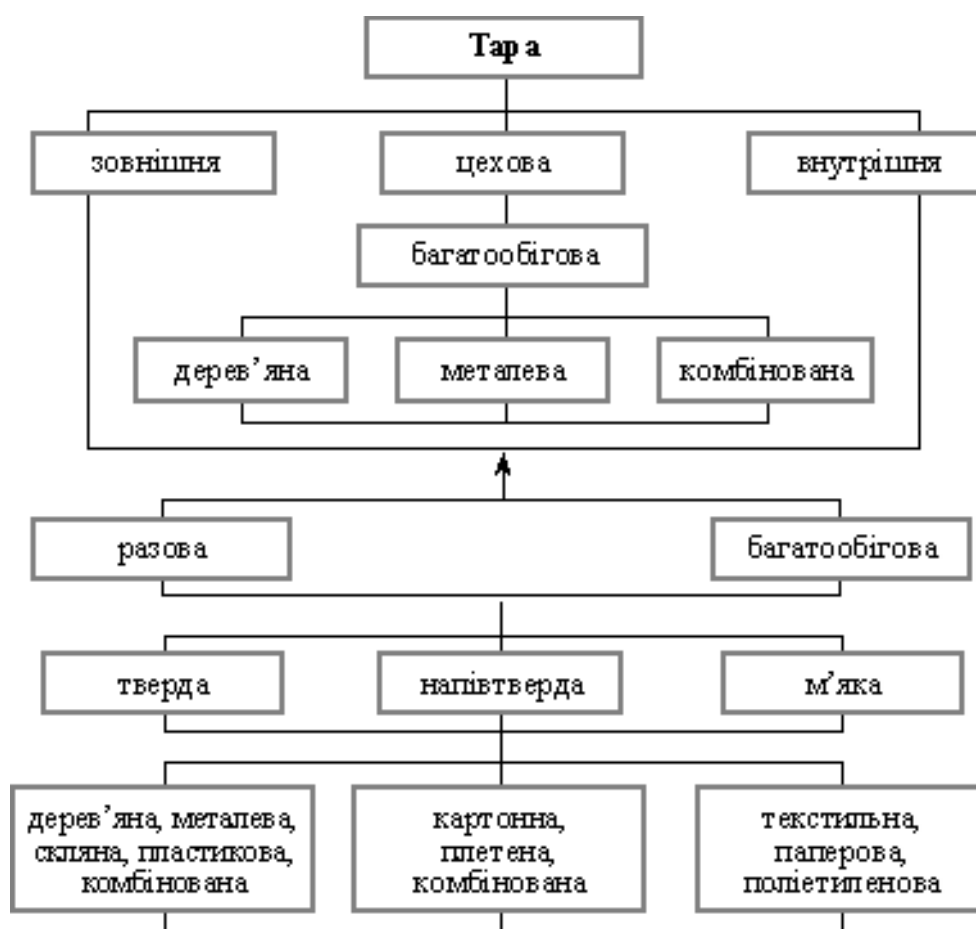 Тара
зовнішня
цехова
внутрішня
багатообігова
дерев’яна
металева
комбінована
разова
багатообігова
тверда
напівтверда
м’яка
дерев’яна, металева,
скляна, пластикова,
комбінована
картонна,
плетена,
комбінована
текстильна,
паперова,
поліетиленова